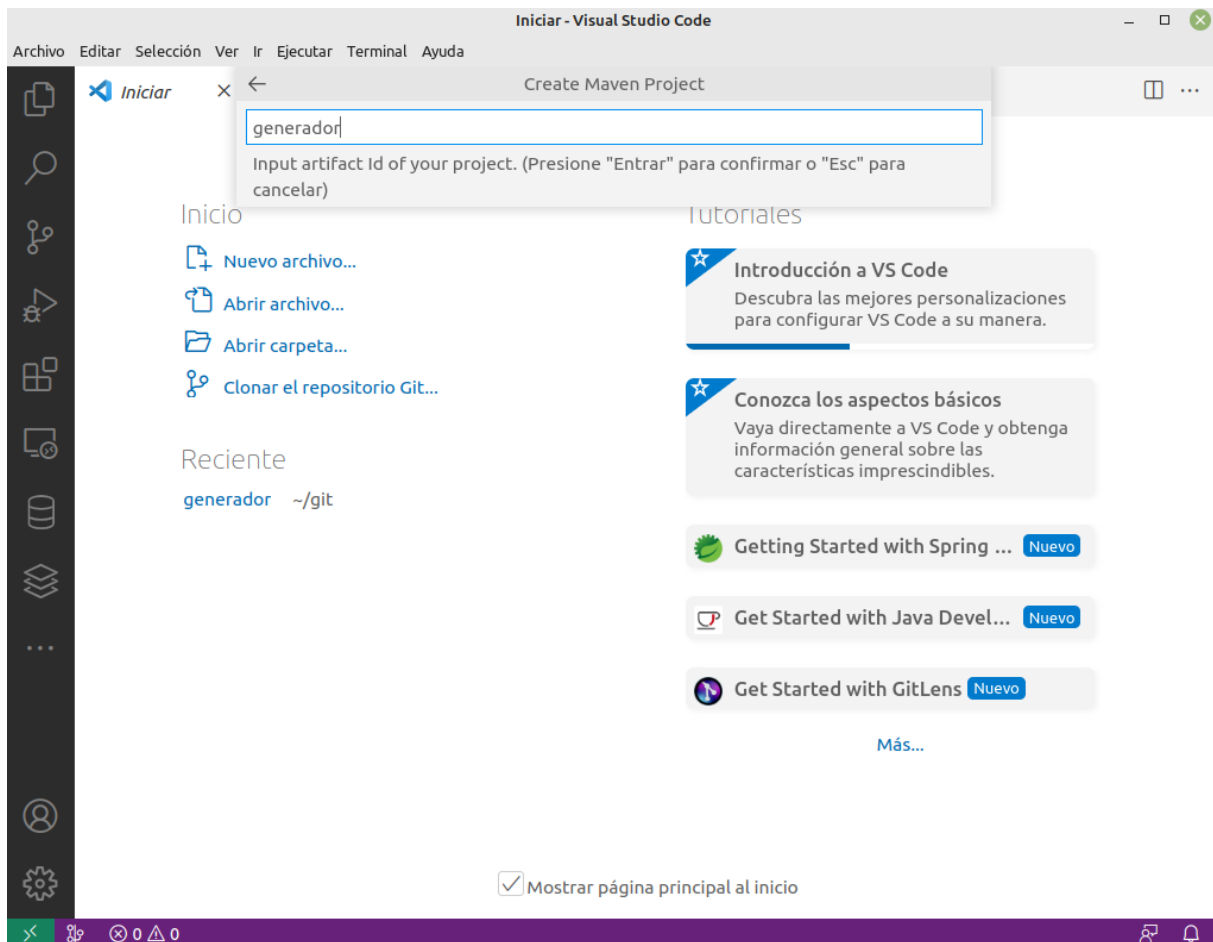 Iniciar - Visual Studio Code
Archivo Editar Selección Ver Ir Ejecutar Terminal Ayuda
Iniciar
Create Maven Project
generador
Input artifact Id of your project. (Presione "Entrar" para confirmar o "Esc" para
cancelar)
Inicio
Nuevo archivo...
Abrir archivo...
Abrir carpeta...
Clonar el repositorio Git...
Reciente
generador ~/git
Tutoriales
Introducción a VS Code
Descubra las mejores personalizaciones
para configurar VS Code a su manera.
Conozca los aspectos básicos
Vaya directamente a VS Code y obtenga
información general sobre las
características imprescindibles.
Getting Started with Spring ... Nuevo
Get Started with Java Devel... Nuevo
Get Started with GitLens Nuevo
Más...
Mostrar página principal al inicio
0 0